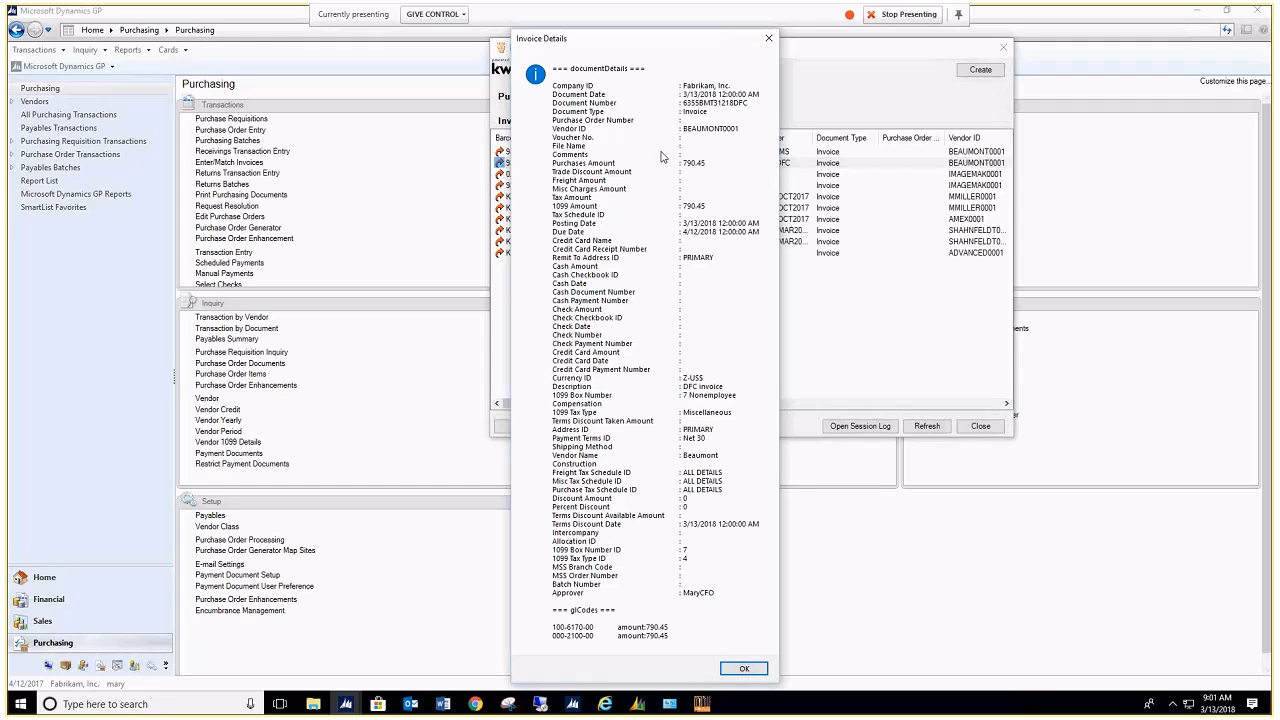 Microsoft Dynamics GP
Currently presenting
GIVE CONTROL
Stop Presenting
Home
Purchasing
Purchasing
Transactions
Inquiry
Reports
Cards
Microsoft Dynamics GP
Customize this page...
Purchasing
Vendors
All Purchasing Transactions
Payables Transactions
Purchasing Requisition Transactions
Purchase Order Transactions
Payables Batches
Report List
Microsoft Dynamics GP Reports
SmartList Favorites
Home
Financial
Sales
Purchasing
Purchasing
Transactions
Purchase Requisitions
Purchase Order Entry
Purchasing Batches
Receivings Transaction Entry
Enter/Match Invoices
Returns Transaction Entry
Returns Batches
Print Purchasing Documents
Request Resolution
Edit Purchase Orders
Purchase Order Generator
Purchase Order Enhancements
Transaction Entry
Scheduled Payments
Manual Payments
Select Checks
Inquiry
Transaction by Vendor
Transaction by Document
Payables Summary
Purchase Requisition Inquiry
Purchase Order Documents
Purchase Order Items
Purchase Order Enhancements
Vendor
Vendor Credit
Vendor Yearly
Vendor Period
Vendor 1099 Details
Payment Documents
Restrict Payment Documents
Setup
Payables
Vendor Class
Purchase Order Processing
Purchase Order Generator Map Sites
E-mail Settings
Payment Document Setup
Payment Document User Preference
Purchase Order Enhancements
Encumbrance Management
Invoice Details
=== documentDetails ===
Company ID : Fabrikam, Inc.
Document Date : 3/13/2018 12:00:00 AM
Document Number : 6355BMT31218DFC
Document Type : Invoice
Purchase Order Number :
Vendor ID : BEAUMONT0001
Voucher No. :
File Name :
Comments :
Purchases Amount : 790.45
Trade Discount Amount :
Freight Amount :
Misc Charges Amount :
Tax Amount :
1099 Amount : 790.45
Tax Schedule ID :
Posting Date : 3/13/2018 12:00:00 AM
Due Date : 4/12/2018 12:00:00 AM
Credit Card Name :
Credit Card Receipt Number :
Remit To Address ID : PRIMARY
Cash Amount :
Cash Checkbook ID :
Cash Date :
Cash Document Number :
Cash Payment Number :
Check Amount :
Check Checkbook ID :
Check Date :
Check Number :
Check Payment Number :
Credit Card Amount :
Credit Card Date :
Credit Card Payment Number :
Currency ID : Z-US$
Description : DFC invoice
1099 Box Number : 7 Nonemployee
Compensation
1099 Tax Type : Miscellaneous
Terms Discount Taken Amount :
Address ID : PRIMARY
Payment Terms ID : Net 30
Shipping Method :
Vendor Name : Beaumont
Construction
Freight Tax Schedule ID : ALL DETAILS
Misc Tax Schedule ID : ALL DETAILS
Purchase Tax Schedule ID : ALL DETAILS
Discount Amount : 0
Percent Discount : 0
Terms Discount Available Amount :
Terms Discount Date : 3/13/2018 12:00:00 AM
Intercompany :
Allocation ID :
1099 Box Number ID : 7
1099 Tax Type ID : 4
MSS Branch Code :
MSS Order Number :
Batch Number :
Approver : MaryCFO
=== glCodes ===
100-6170-00 amount:790.45
000-2100-00 amount:790.45
OK
kw
Pu
Inv
Create
Barc
er Document Type Purchase Order ... Vendor ID
MS Invoice BEAUMONT0001
DFC Invoice BEAUMONT0001
Invoice IMAGEMAK0001
Invoice IMAGEMAK0001
OCT2017 Invoice MMILLER0001
OCT2017 Invoice MMILLER0001
OCT2017 Invoice AMEX0001
MAR20... Invoice SHAHNFELDT0...
MAR20... Invoice SHAHNFELDT0...
Invoice ADVANCED0001
Open Session Log
Refresh
Close
4/12/2017 Fabrikam, Inc. mary
Type here to search
9:01 AM
3/13/2018